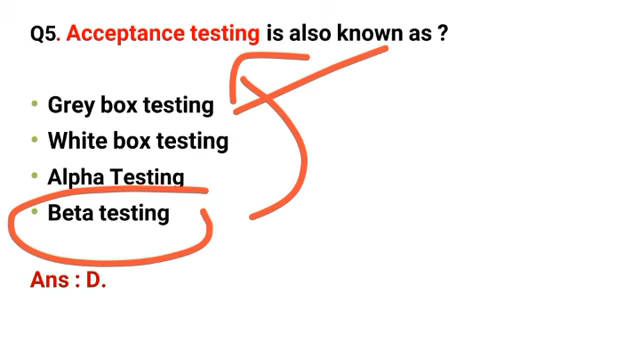 Q5. Acceptance testing is also known as ?
• Grey box testing
• White box testing
• Alpha Testing
• Beta testing
Ans : D.